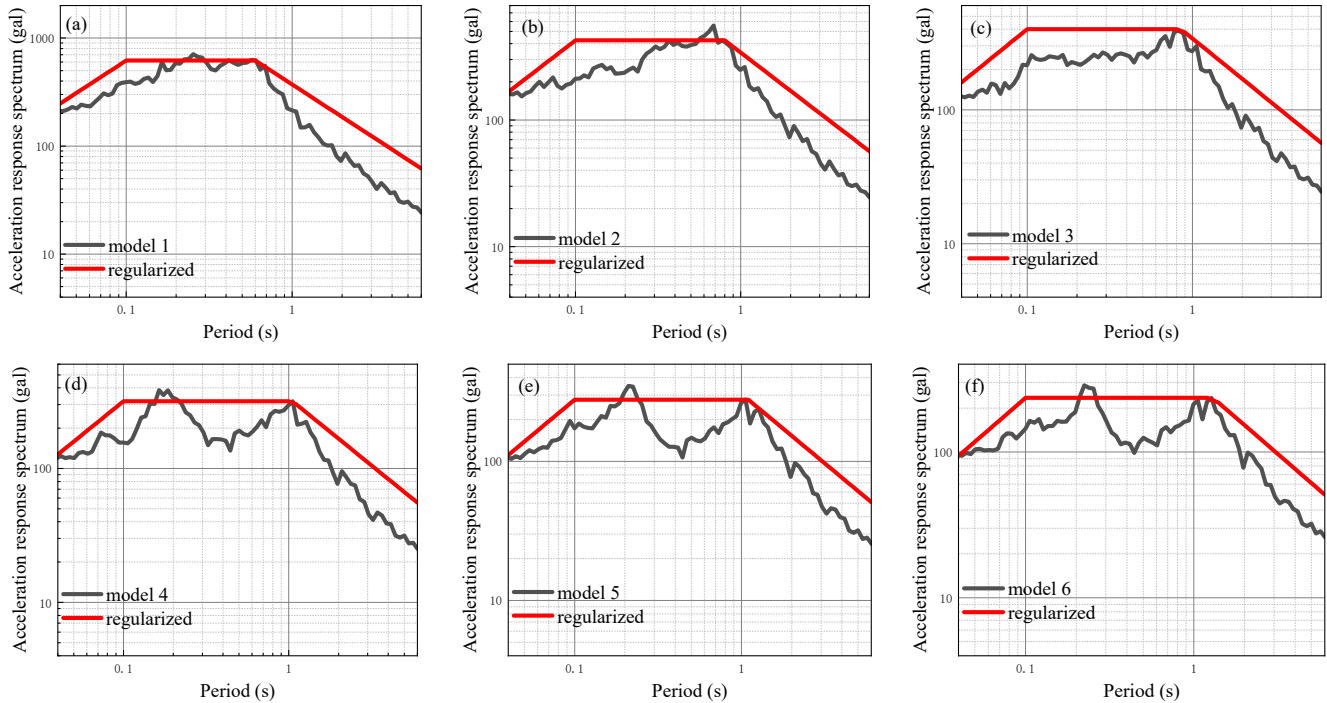 (a)
Acceleration response spectrum (gal)
1000
100
10
model 1
regularized
0.1
1
Period (s)
(b)
Acceleration response spectrum (gal)
100
10
model 2
regularized
0.1
1
Period (s)
(c)
Acceleration response spectrum (gal)
100
10
model 3
regularized
0.1
1
Period (s)
(d)
Acceleration response spectrum (gal)
100
10
model 4
regularized
0.1
1
Period (s)
(e)
Acceleration response spectrum (gal)
100
10
model 5
regularized
0.1
1
Period (s)
(f)
Acceleration response spectrum (gal)
100
10
model 6
regularized
0.1
1
Period (s)